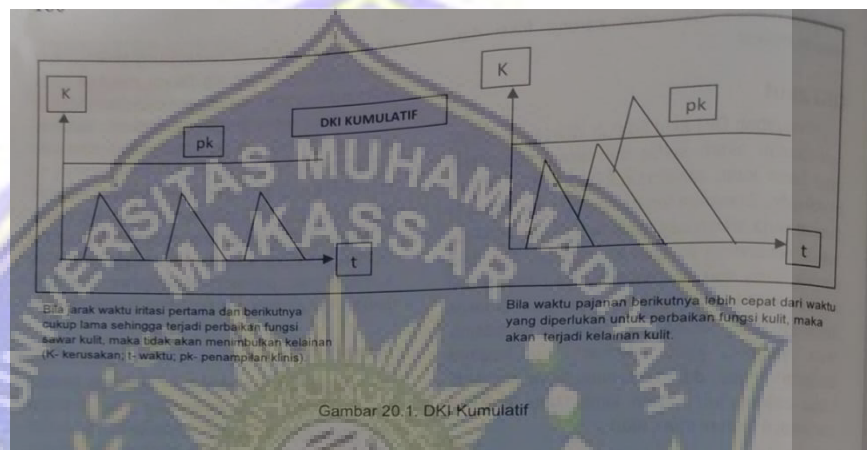 K
pk
DKI KUMULATIF
t
K
pk
t
Bila jarak waktu iritasi pertama dan berikutnya
cukup lama sehingga terjadi perbaikan fungsi
sawar kulit, maka tidak akan menimbulkan kelainan
(K- kerusakan; t- waktu; pk- penampilan klinis).
Bila waktu pajanan berikutnya lebih cepat dari waktu
yang diperlukan untuk perbaikan fungsi kulit, maka
akan terjadi kelainan kulit.
Gambar 20.1. DKI Kumulatif
UNIVERSITAS MUHAMMADIYAH
MAKASSAR